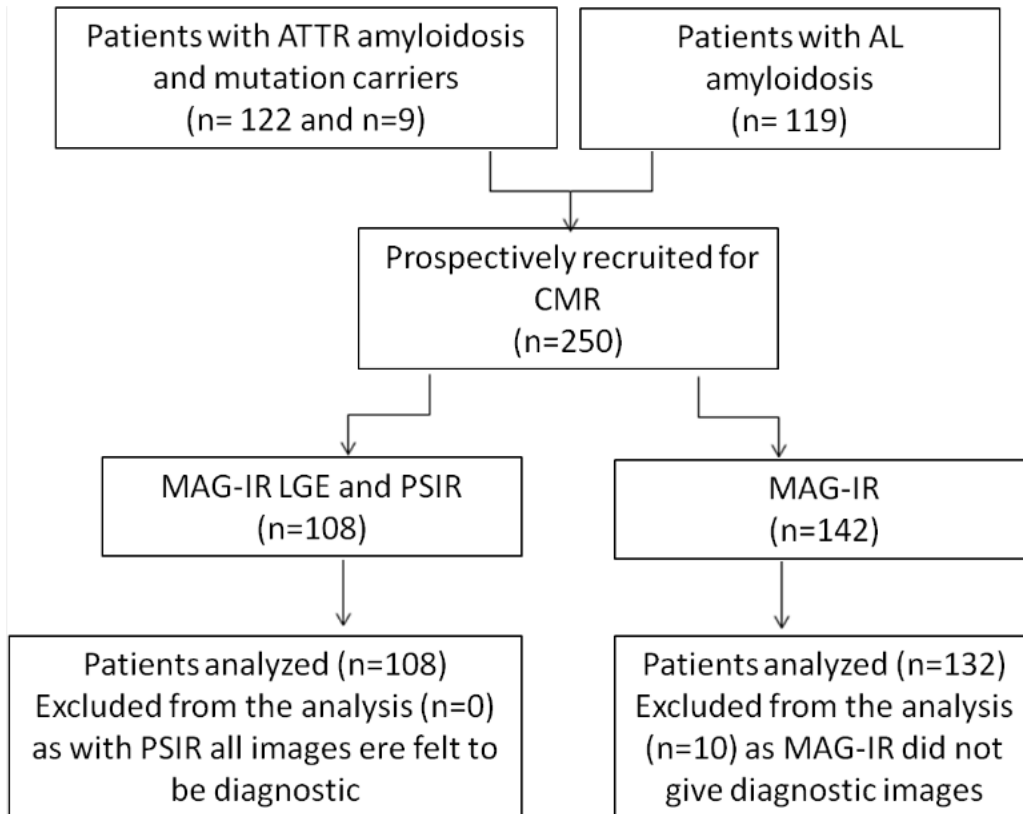 Patients with ATTR amyloidosis
and mutation carriers
(n= 122 and n=9)
Patients with AL
amyloidosis
(n= 119)
Prospectively recruited for
CMR
(n=250)
MAG-IR LGE and PSIR
(n=108)
MAG-IR
(n=142)
Patients analyzed (n=108)
Excluded from the analysis (n=0)
as with PSIR all images ere felt to
be diagnostic
Patients analyzed (n=132)
Excluded from the analysis
(n=10) as MAG-IR did not
give diagnostic images